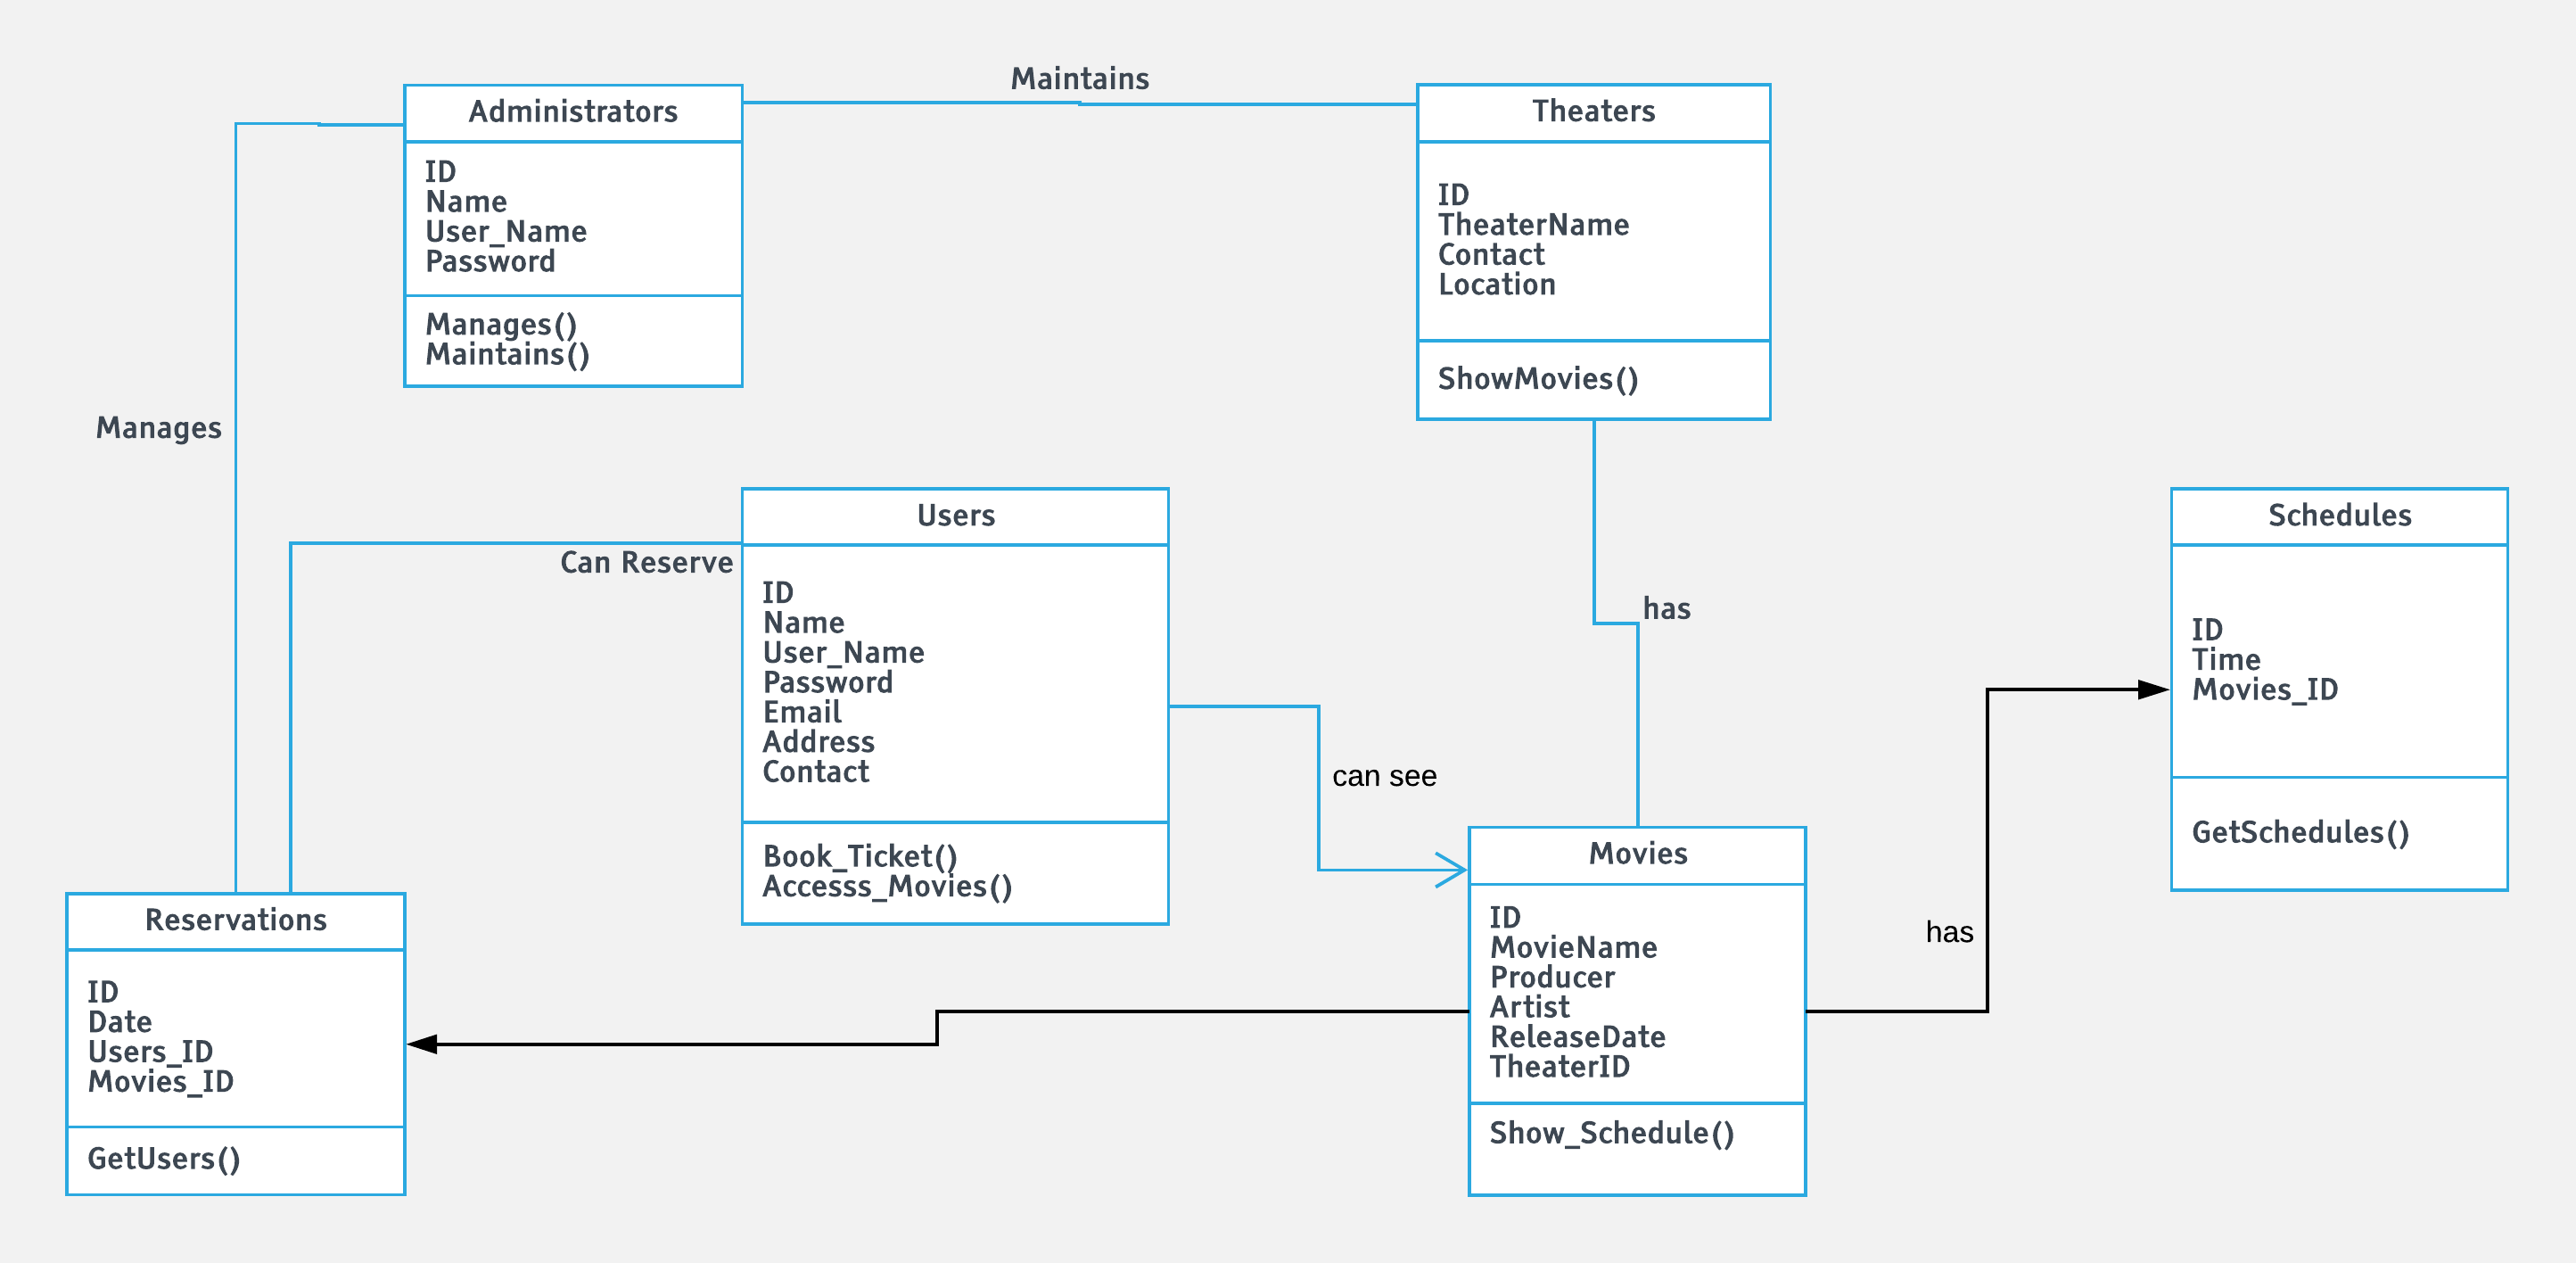 Maintains
Administrators
ID
Name
User_Name
Password
Manages()
Maintains()
Theaters
ID
TheaterName
Contact
Location
ShowMovies()
Manages
Can Reserve
Users
ID
Name
User_Name
Password
Email
Address
Contact
Book_Ticket()
Accesss_Movies()
has
can see
Schedules
ID
Time
Movies_ID
GetSchedules()
has
Reservations
ID
Date
Users_ID
Movies_ID
GetUsers()
Movies
ID
MovieName
Producer
Artist
ReleaseDate
TheaterID
Show_Schedule()